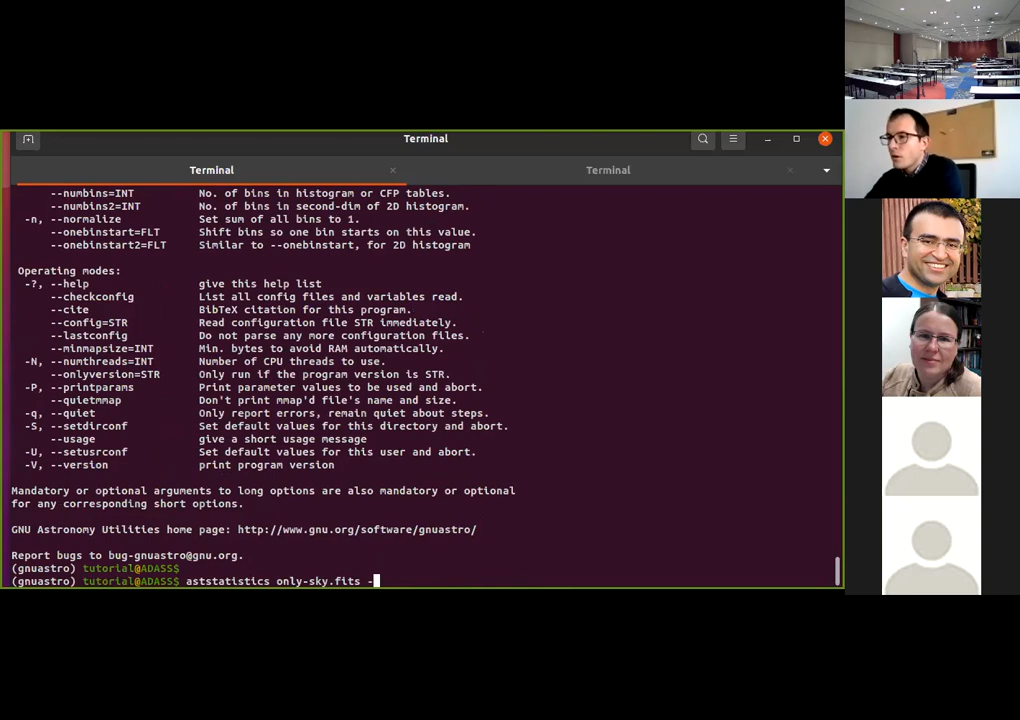 Terminal
Terminal
Terminal
--numbins=INT No. of bins in histogram or CFP tables.
--numbins2=INT No. of bins in second-dim of 2D histogram.
-n, --normalize Set sum of all bins to 1.
--onebinstart=FLT Shift bins so one bin starts on this value.
--onebinstart2=FLT Similar to --onebinstart, for 2D histogram
Operating modes:
-?, --help give this help list
--checkconfig List all config files and variables read.
--cite BibTeX citation for this program.
--config=STR Read configuration file STR immediately.
--lastconfig Do not parse any more configuration files.
--minmapsize=INT Min. bytes to avoid RAM automatically.
-N, --numthreads=INT Number of CPU threads to use.
--onlyversion=STR Only run if the program version is STR.
-P, --printparams Print parameter values to be used and abort.
--quietmmap Don't print mmap'd file's name and size.
-q, --quiet Only report errors, remain quiet about steps.
-S, --setdirconf Set default values for this directory and abort.
--usage give a short usage message
-U, --setusrconf Set default values for this user and abort.
-V, --version print program version
Mandatory or optional arguments to long options are also mandatory or optional
for any corresponding short options.
GNU Astronomy Utilities home page: http://www.gnu.org/software/gnuastro/
Report bugs to bug-gnuastro@gnu.org.
(gnuastro) tutorial@ADASS$
(gnuastro) tutorial@ADASS$ aststatistics only-sky.fits -